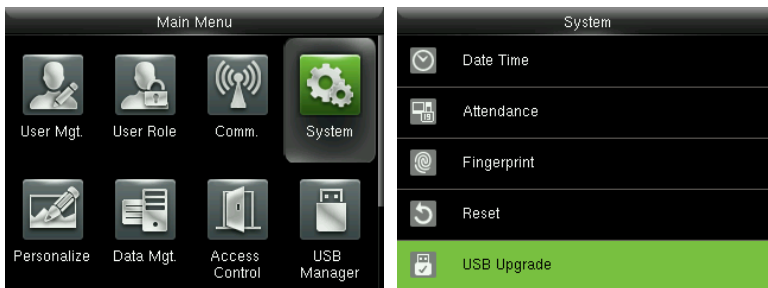 Main Menu
User Mgt.
User Role
Comm.
System
Personalize
Data Mgt.
Access
Control
USB
Manager
System
Date Time
Attendance
19
Fingerprint
Reset
USB Upgrade